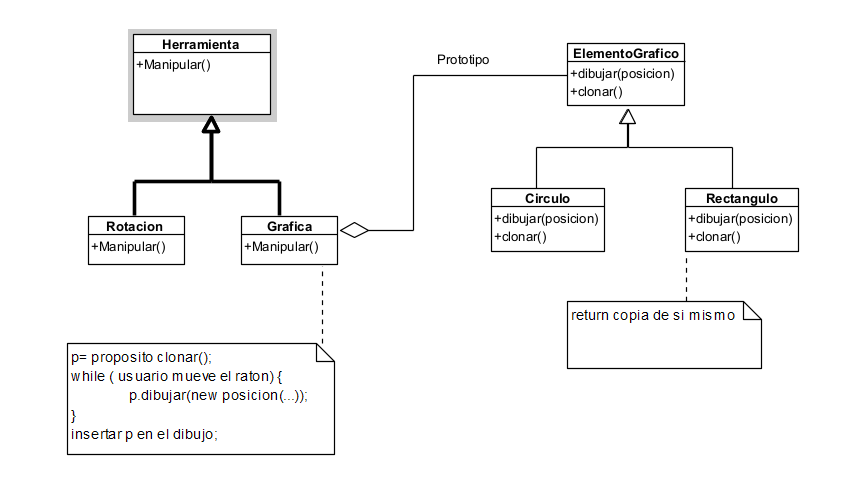 Herramienta
+Manipular()
Prototipo
ElementoGrafico
+dibujar(posicion)
+clonar()
Rotacion
+Manipular()
Grafica
+Manipular()
Circulo
+dibujar(posicion)
+clonar()
Rectangulo
+dibujar(posicion)
+clonar()
return copia de si mismo
p= proposito clonar();
while ( usuario mueve el raton) {
p.dibujar(new posicion(...));
}
insertar p en el dibujo;